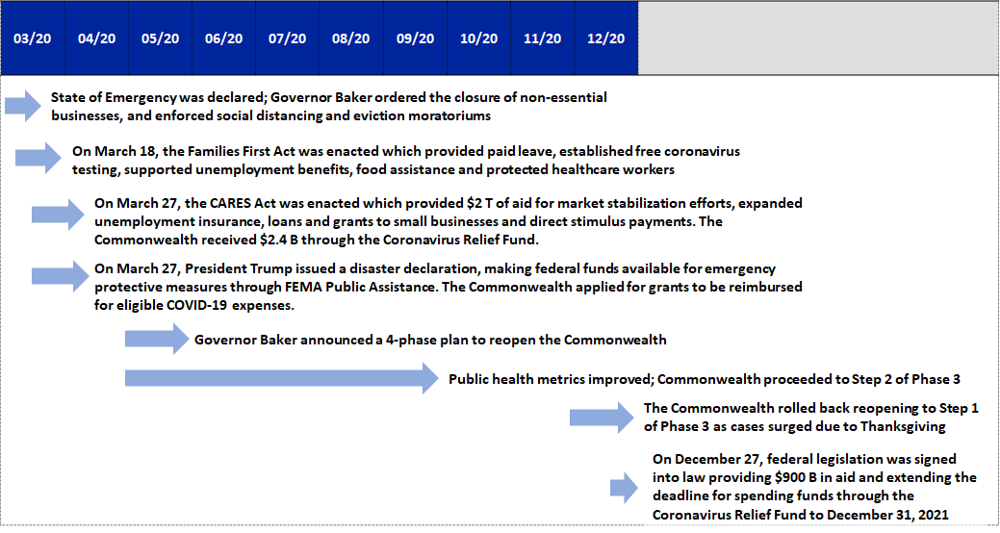 03/20 04/20 05/20 06/20 07/20 08/20 09/20 10/20 11/20 12/20
State of Emergency was declared; Governor Baker ordered the closure of non-essential
businesses, and enforced social distancing and eviction moratoriums
On March 18, the Families First Act was enacted which provided paid leave, established free coronavirus
testing, supported unemployment benefits, food assistance and protected healthcare workers
On March 27, the CARES Act was enacted which provided $2 T of aid for market stabilization efforts, expanded
unemployment insurance, loans and grants to small businesses and direct stimulus payments. The
Commonwealth received $2.4 B through the Coronavirus Relief Fund.
On March 27, President Trump issued a disaster declaration, making federal funds available for emergency
protective measures through FEMA Public Assistance. The Commonwealth applied for grants to be reimbursed
for eligible COVID-19 expenses.
Governor Baker announced a 4-phase plan to reopen the Commonwealth
Public health metrics improved; Commonwealth proceeded to Step 2 of Phase 3
The Commonwealth rolled back reopening to Step 1
of Phase 3 as cases surged due to Thanksgiving
On December 27, federal legislation was signed
into law providing $900 B in aid and extending the
deadline for spending funds through the
Coronavirus Relief Fund to December 31, 2021